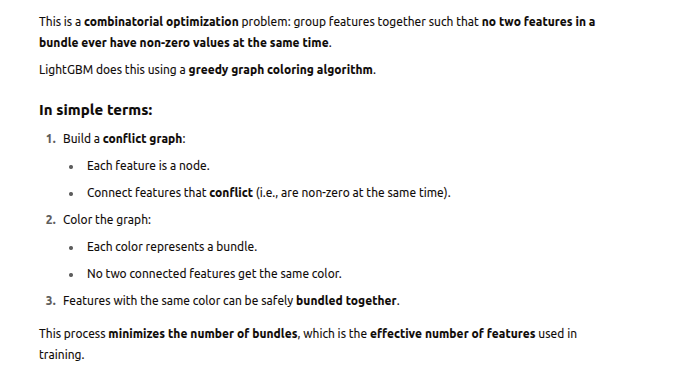 This is a combinatorial optimization problem: group features together such that no two features in a
bundle ever have non-zero values at the same time.
LightGBM does this using a greedy graph coloring algorithm.
In simple terms:
1. Build a conflict graph:
• Each feature is a node.
• Connect features that conflict (i.e., are non-zero at the same time).
2. Color the graph:
• Each color represents a bundle.
• No two connected features get the same color.
3. Features with the same color can be safely bundled together.
This process minimizes the number of bundles, which is the effective number of features used in
training.